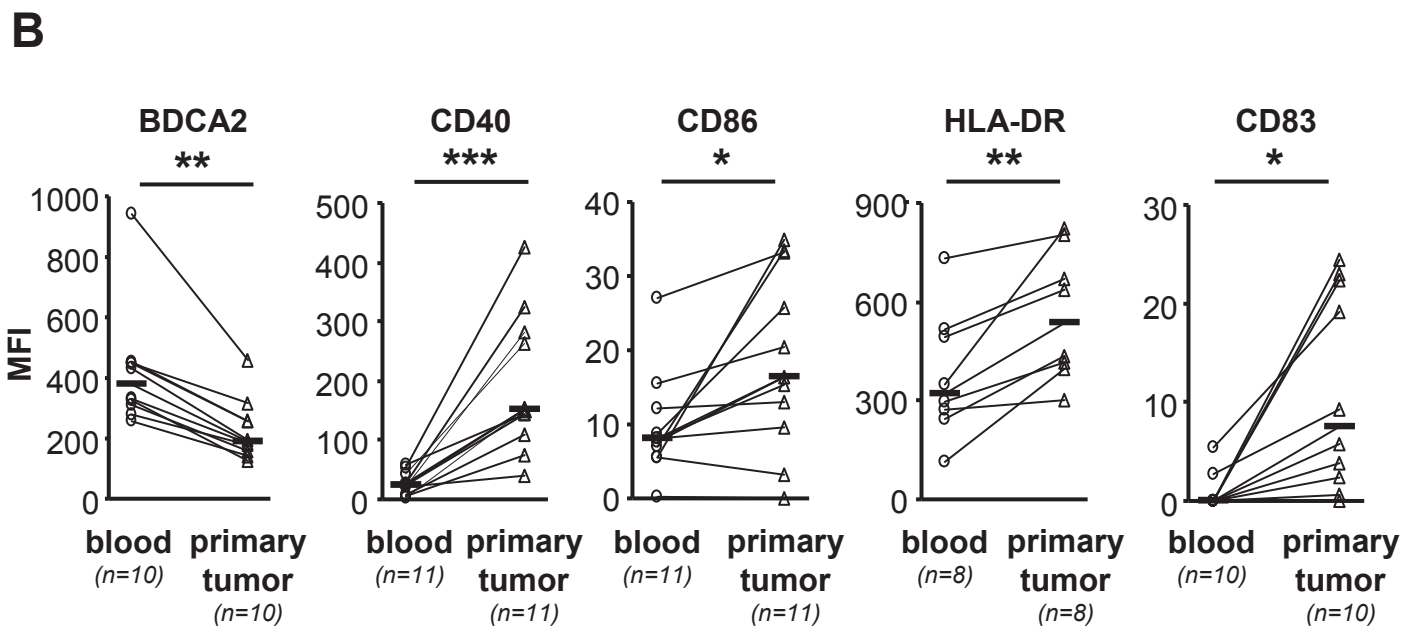 B
BDCA2
**
1000
800
600
400
200
0
MFI
blood
(n=10)
primary
tumor
(n=10)
CD40
***
500
400
300
200
100
0
blood
(n=11)
primary
tumor
(n=11)
CD86
*
40
30
20
10
0
blood
(n=11)
primary
tumor
(n=11)
HLA-DR
**
900
600
300
0
blood
(n=8)
primary
tumor
(n=8)
CD83
*
30
20
10
0
blood
(n=10)
primary
tumor
(n=10)